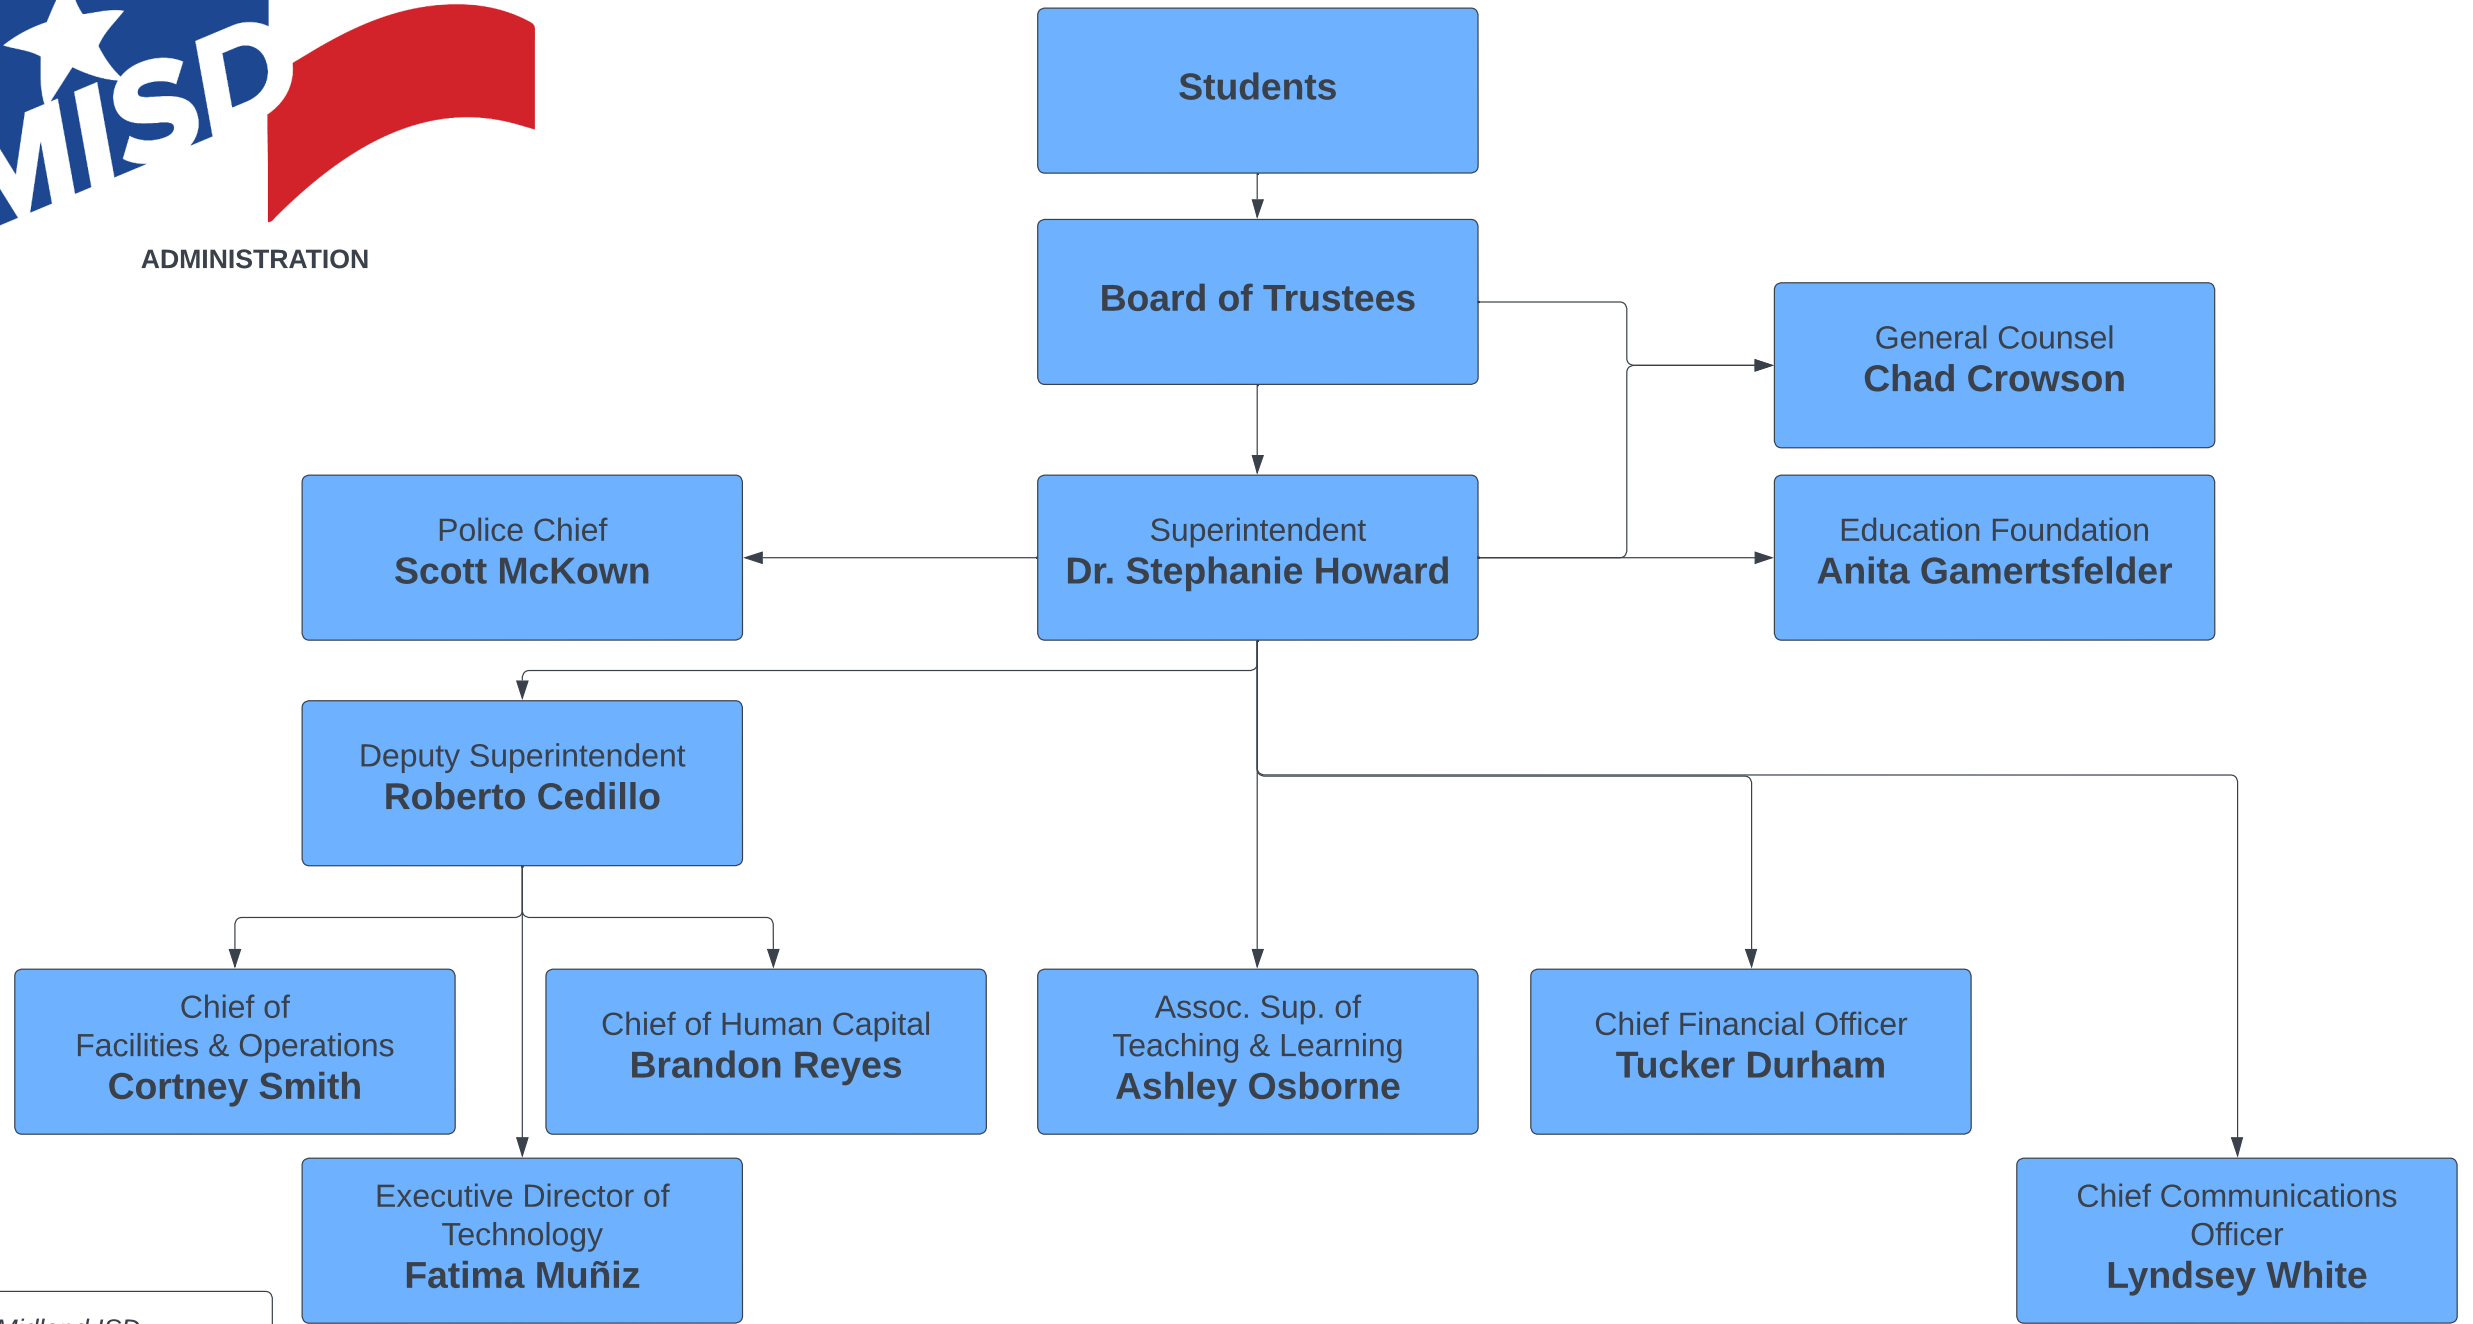 MISD
ADMINISTRATION
Students
Board of Trustees
General Counsel
Chad Crowson
Police Chief
Scott McKown
Superintendent
Dr. Stephanie Howard
Education Foundation
Anita Gamertsfelder
Deputy Superintendent
Roberto Cedillo
Chief of
Facilities & Operations
Cortney Smith
Chief of Human Capital
Brandon Reyes
Assoc. Sup. of
Teaching & Learning
Ashley Osborne
Chief Financial Officer
Tucker Durham
Executive Director of
Technology
Fatima Muñiz
Chief Communications
Officer
Lyndsey White
Midland ISD